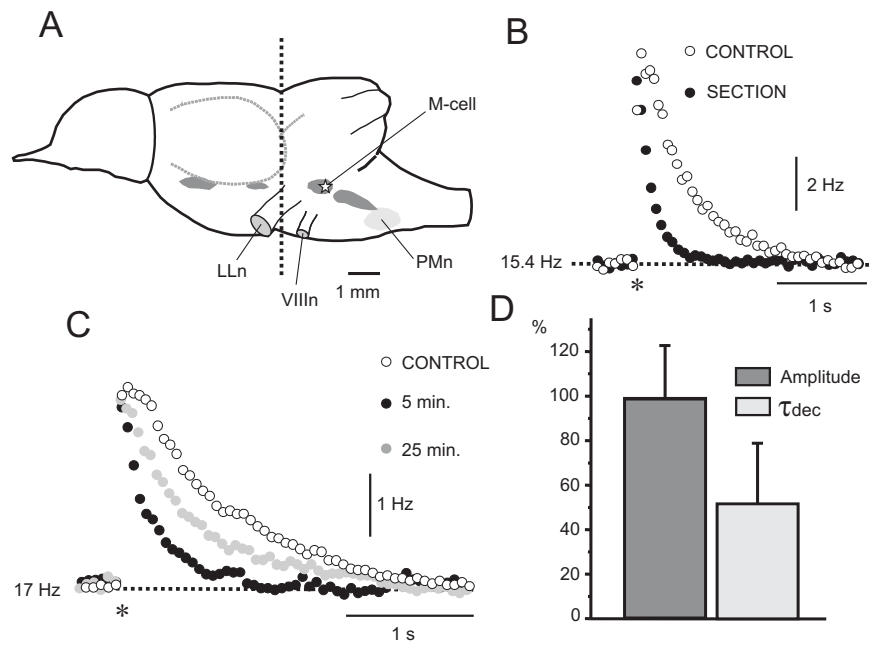 A
M-cell
LLn
VIIIn
PMn
1 mm
B
CONTROL
SECTION
2 Hz
15.4 Hz
*
1 s
C
CONTROL
5 min.
25 min.
1 Hz
17 Hz
*
1 s
D
%
120
100
80
60
40
20
0
Amplitude
τdec